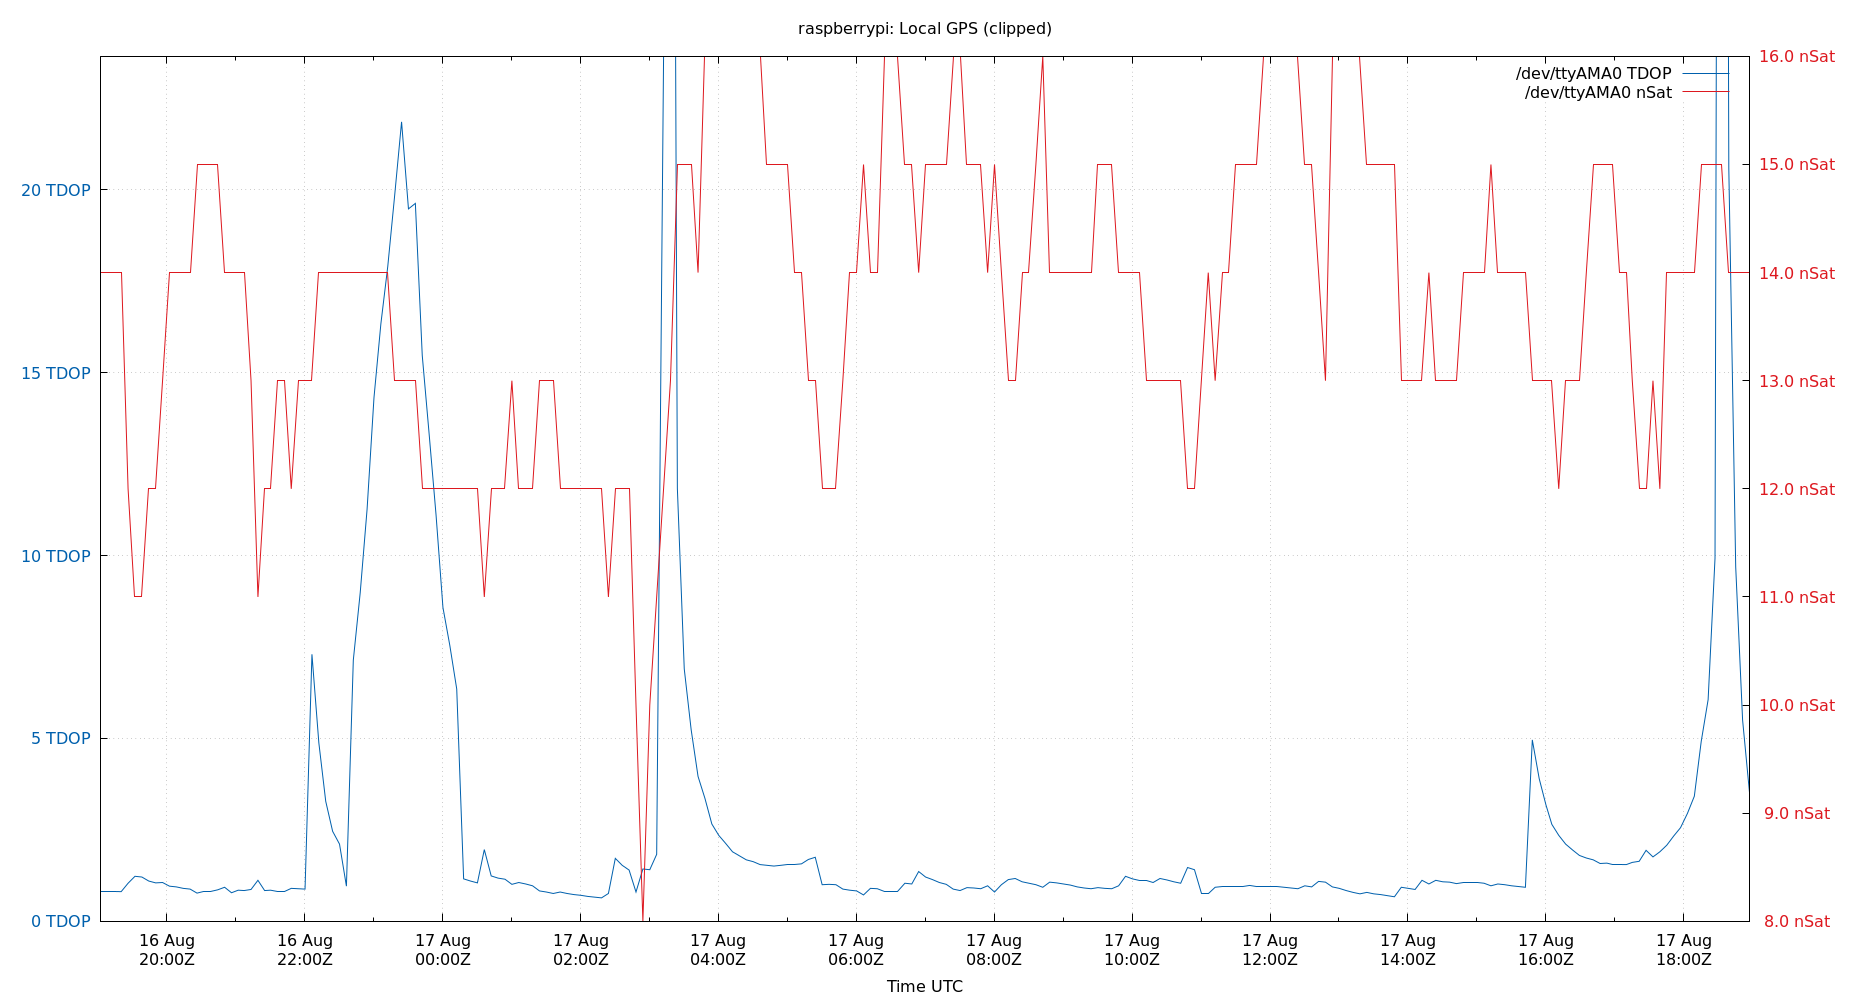 raspberrypi: Local GPS (clipped)
/dev/ttyAMA0 TDOP
/dev/ttyAMA0 nSat
20 TDOP
15 TDOP
10 TDOP
5 TDOP
0 TDOP
16.0 nSat
15.0 nSat
14.0 nSat
13.0 nSat
12.0 nSat
11.0 nSat
10.0 nSat
9.0 nSat
8.0 nSat
16 Aug
20:00Z
16 Aug
22:00Z
17 Aug
00:00Z
17 Aug
02:00Z
17 Aug
04:00Z
17 Aug
06:00Z
17 Aug
08:00Z
17 Aug
10:00Z
17 Aug
12:00Z
17 Aug
14:00Z
17 Aug
16:00Z
17 Aug
18:00Z
Time UTC